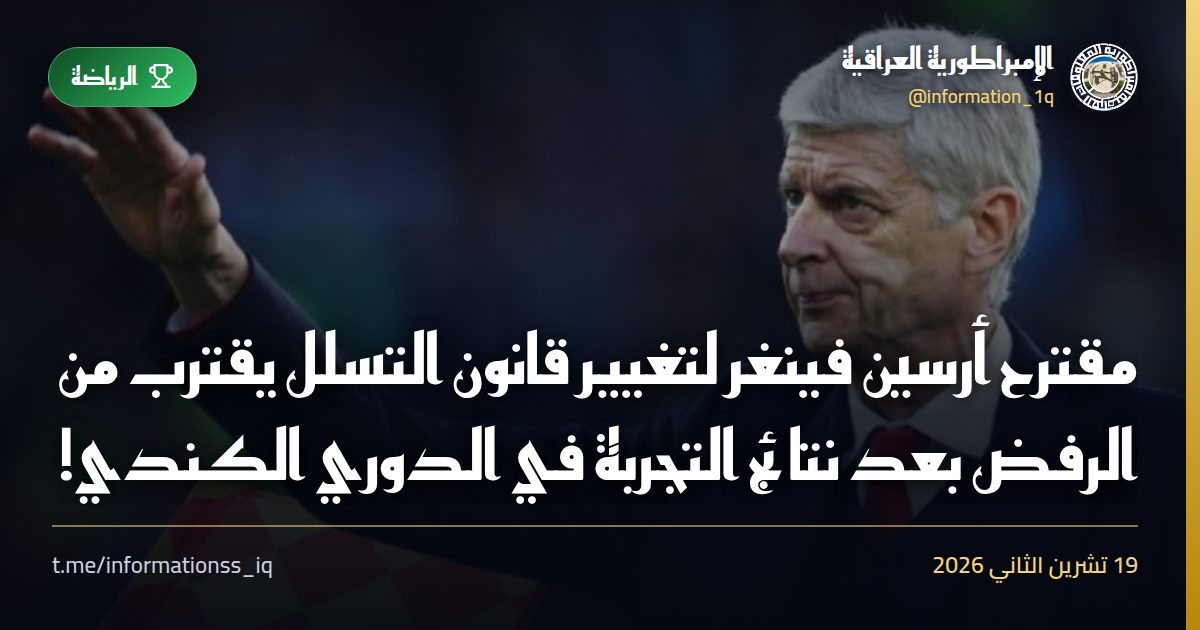 الرياضة
الإمبراطورية العراقية
@information_1q
مقترح أرسين فينغر لتغيير قانون التسلل يقترب من
الرفض بعد نتائج التجربة في الدوري الكندي!
19 تشرين الثاني 2026
t.me/informationss_iq